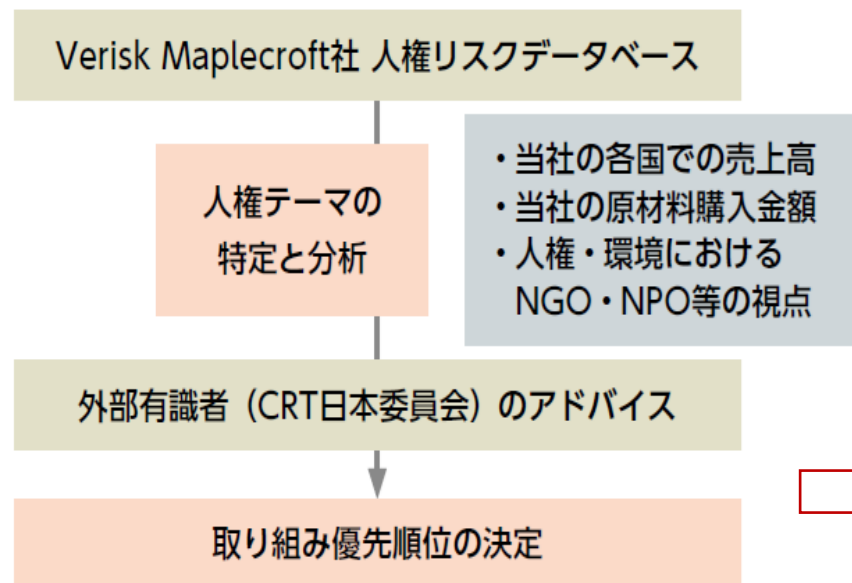 Verisk Maplecroft社 人権リスクデータベース
人権テーマの
特定と分析
・当社の各国での売上高
・当社の原材料購入金額
・人権・環境における
NGO・NPO等の視点
外部有識者（CRT日本委員会）のアドバイス
取り組み優先順位の決定